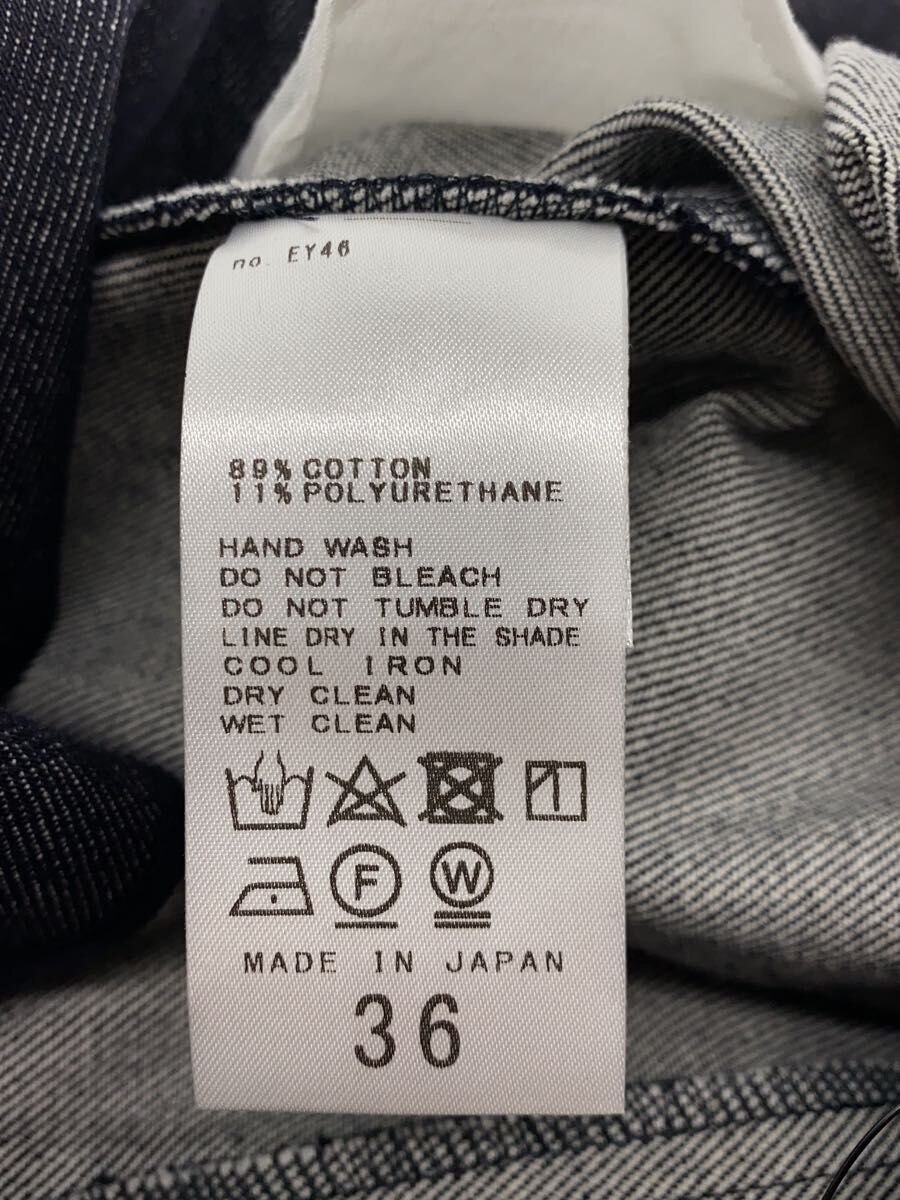 no. EY46
89% COTTON
11% POLYURETHANE
HAND WASH
DO NOT BLEACH
DO NOT TUMBLE DRY
LINE DRY IN THE SHADE
COOL IRON
DRY CLEAN
WET CLEAN
F W
MADE IN JAPAN
36